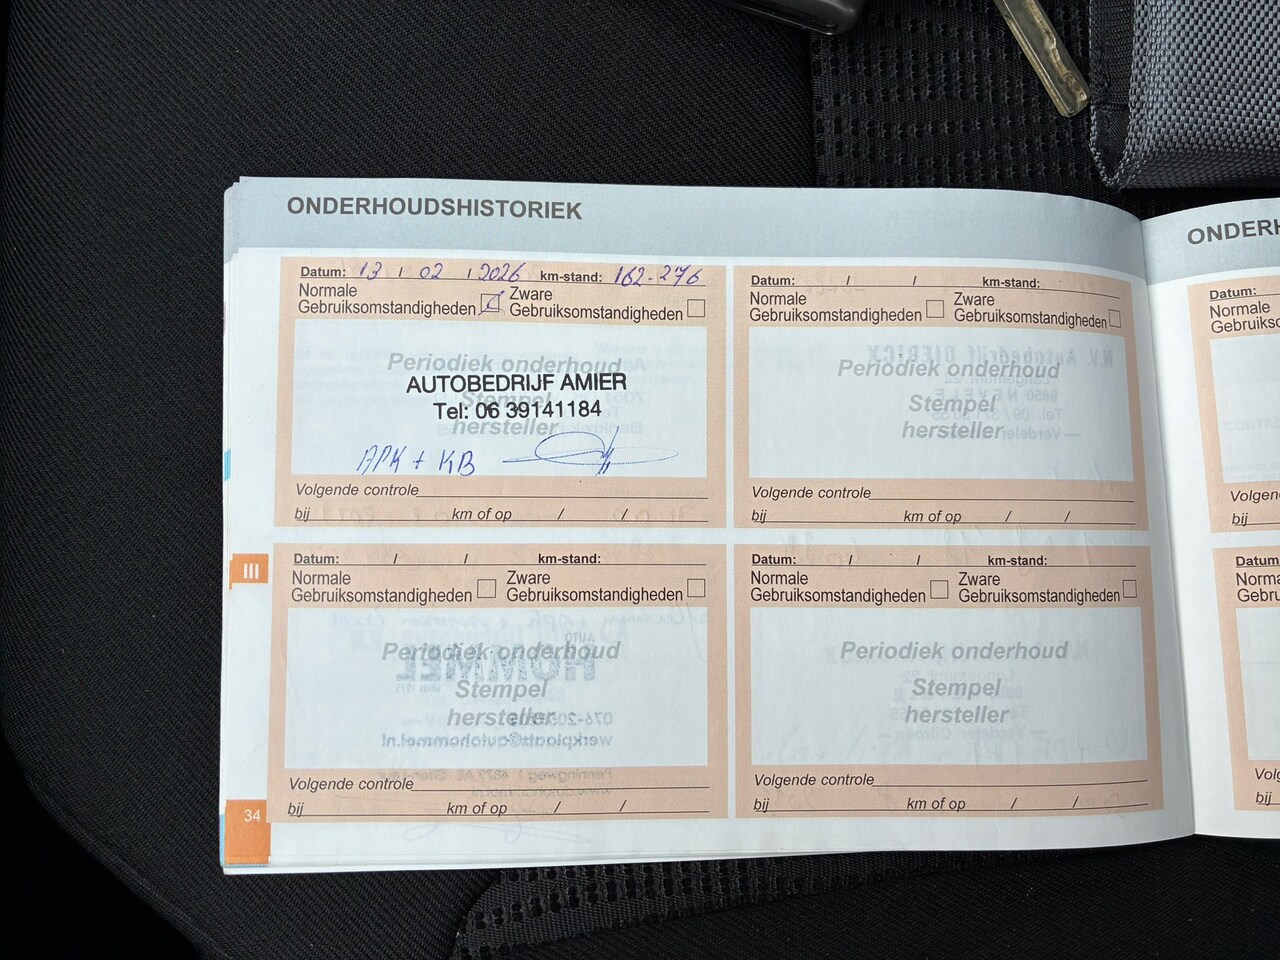 ONDERHOUDSHISTORIEK
Datum: 13 / 02 / 2026 km-stand: 162-276
Normale Gebruiksomstandigheden Zware Gebruiksomstandigheden
Periodiek onderhoud
AUTOBEDRIJF AMIER
Stempel
Tel: 06 39141184
hersteller
APK + KB
Volgende controle
bij km of op / /
Datum: / / km-stand:
Normale Gebruiksomstandigheden Zware Gebruiksomstandigheden
Periodiek onderhoud
Stempel
hersteller
Volgende controle
bij km of op / /
III
Datum: / / km-stand:
Normale Gebruiksomstandigheden Zware Gebruiksomstandigheden
Periodiek onderhoud
Stempel
hersteller
Volgende controle
bij km of op / /
34
Datum: / / km-stand:
Normale Gebruiksomstandigheden Zware Gebruiksomstandigheden
Periodiek onderhoud
Stempel
hersteller
Volgende controle
bij km of op / /
ONDERH
Datum:
Normale
Gebruikso
Volgen
bij
Datum
Norma
Gebru
Volg
bij